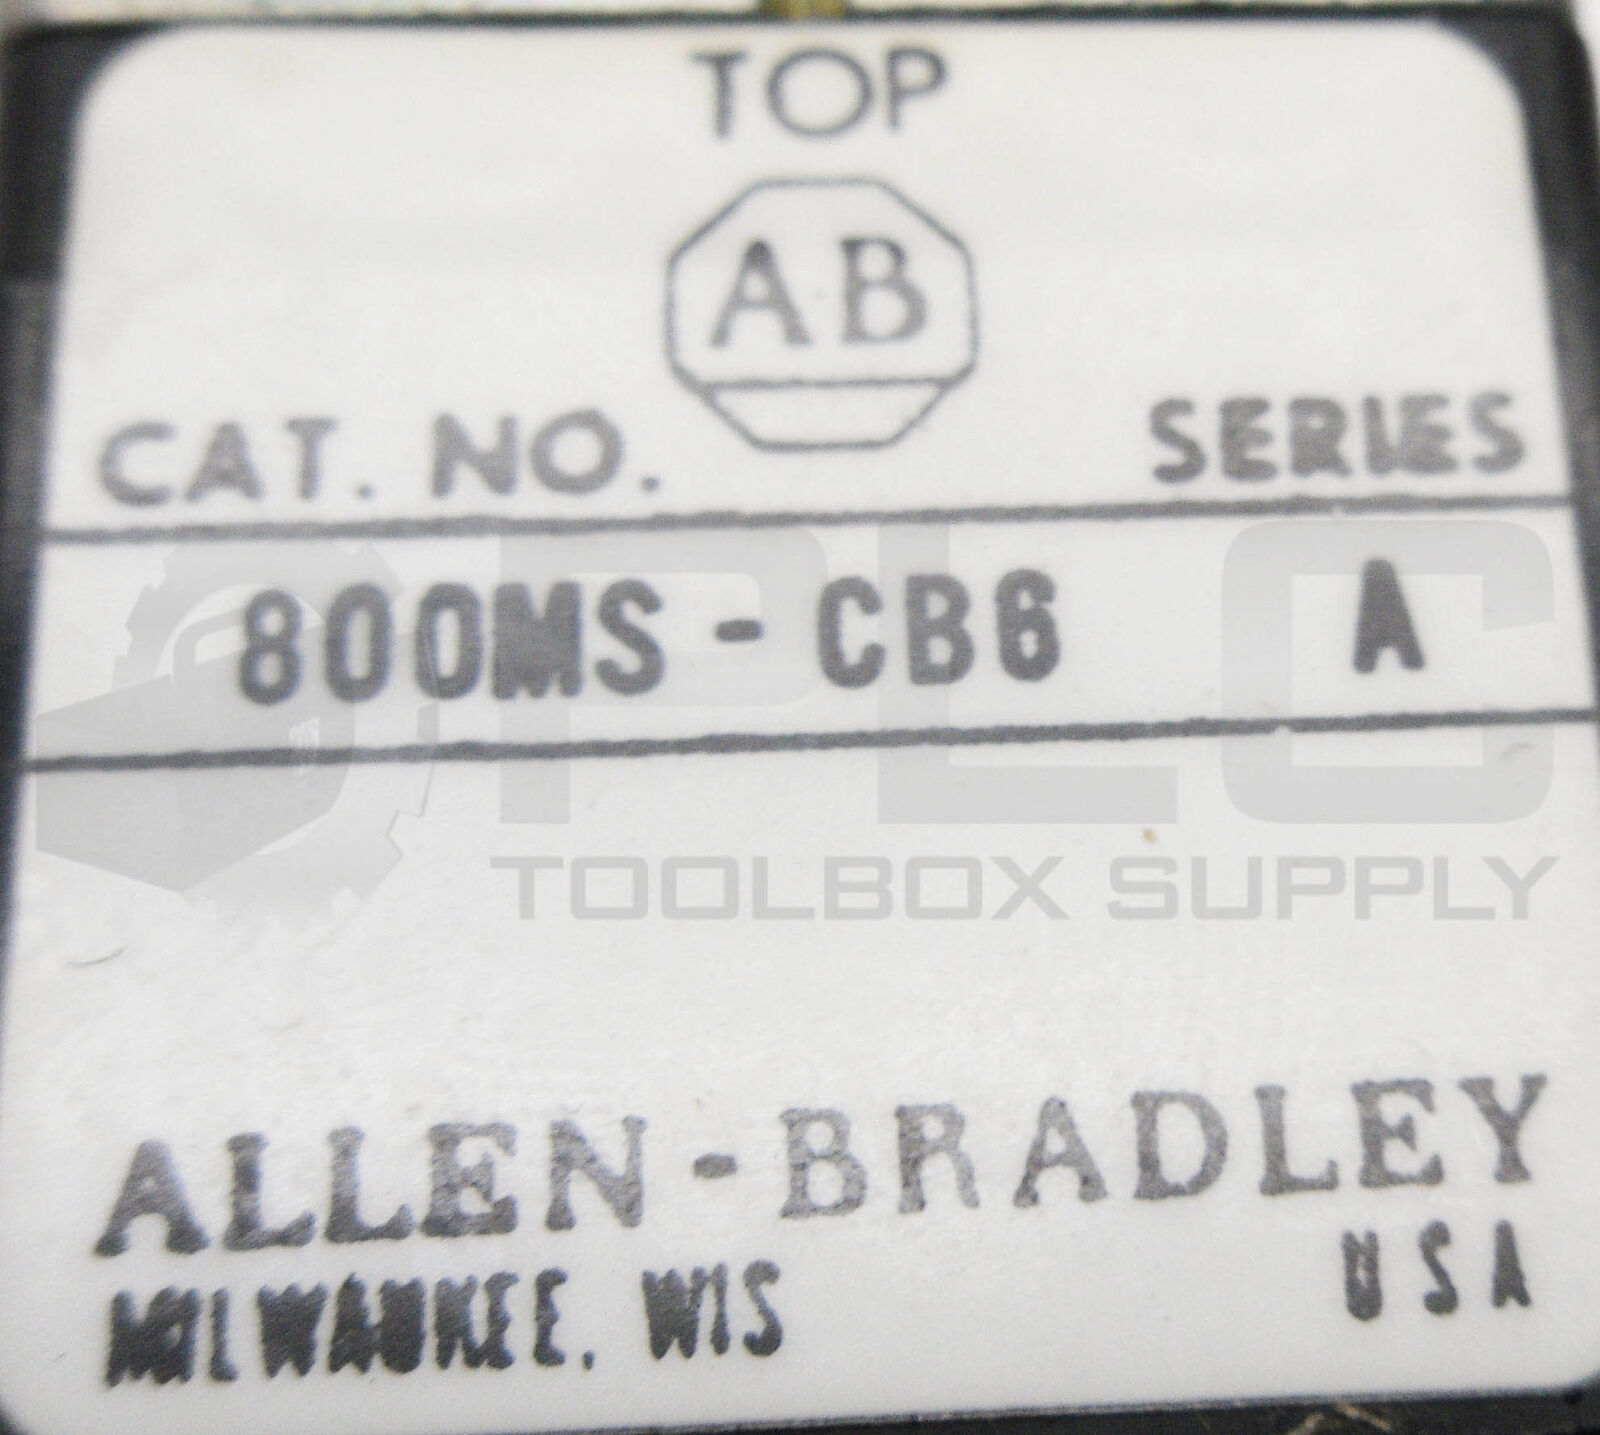 TOP
AB
CAT. NO. SERIES
800MS-CB6 A
PLC
TOOLBOX SUPPLY
ALLEN-BRADLEY
MILWAUKEE, WIS USA